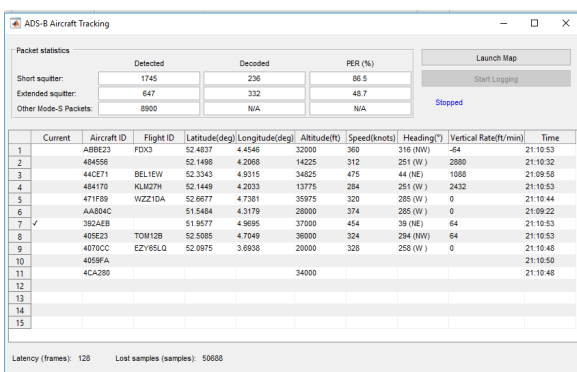 ADS-B Aircraft Tracking
Packet statistics
Detected Decoded PER (%)
Short squitter: 1745 236 86.5
Extended squitter: 647 332 48.7
Other Mode-S Packets: 8900 N/A N/A
Launch Map
Start Logging
Stopped
Current Aircraft ID Flight ID Latitude(deg) Longitude(deg) Altitude(ft) Speed(knots) Heading(°) Vertical Rate(ft/min) Time
1 ABBE23 FDX3 52.4837 4.4546 32000 360 316 (NW) -64 21:10:53
2 484556 52.1498 4.2068 14225 312 251 (W ) 2880 21:10:32
3 44CE71 BEL1EW 52.3343 4.9315 34825 475 44 (NE) 1088 21:09:58
4 484170 KLM27H 52.1449 4.2033 13775 284 251 (W ) 2432 21:10:53
5 471F89 WZZ1DA 52.6677 4.7381 35975 320 285 (W ) 0 21:10:44
6 AA804C 51.5484 4.3179 28000 374 285 (W ) 0 21:09:22
7 ✓ 392AEB 51.9577 4.9695 37000 454 39 (NE) 64 21:10:53
8 405E23 TOM12B 52.5085 4.7049 36000 324 294 (NW) 64 21:10:53
9 4070CC EZY65LQ 52.0975 3.6938 20000 328 258 (W ) 0 21:10:48
10 4059FA 21:10:50
11 4CA280 34000 21:10:48
12
13
14
15
Latency (frames): 128 Lost samples (samples): 50688